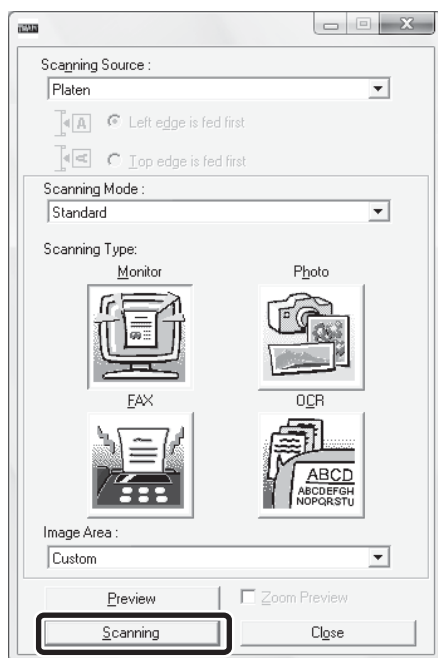 TWAIN
Scanning Source :
Platen
A
Left edge is fed first
A
Top edge is fed first
Scanning Mode :
Standard
Scanning Type:
Monitor Photo
FAX OCR
ABCD
ABCDEFGH
NOPQRSTU
Image Area :
Custom
Preview Zoom Preview
Scanning Close